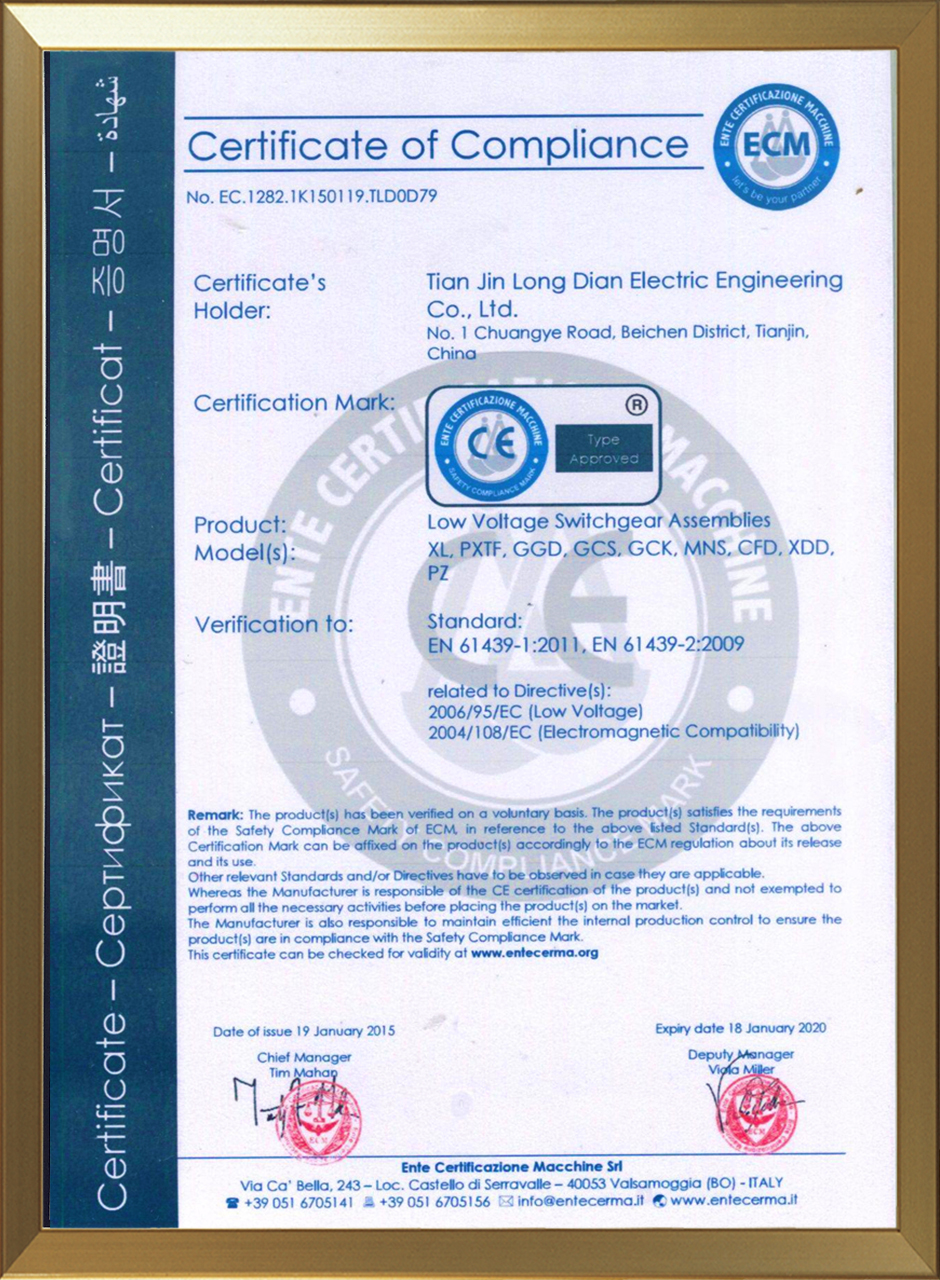 Certificate – Сертификат – 證明書 – Certificat – 증명서 – شهادة
Certificate of Compliance
ENTE CERTIFICAZIONE MACCHINE
ECM
let's be your partner
No. EC.1282.1K150119.TLD0D79
Certificate's
Holder:
Tian Jin Long Dian Electric Engineering
Co., Ltd.
No. 1 Chuangye Road, Beichen District, Tianjin,
China
Certification Mark:
ENTE CERTIFICAZIONE MACCHINE
CE
SAFETY COMPLIANCE MARK
®
Type
Approved
ENTE CERTIFICAZIONE MACCHINE
CE
SAFETY COMPLIANCE MARK
Product:
Low Voltage Switchgear Assemblies
Model(s):
XL, PXTF, GGD, GCS, GCK, MNS, CFD, XDD,
PZ
Verification to:
Standard:
EN 61439-1:2011, EN 61439-2:2009
related to Directive(s):
2006/95/EC (Low Voltage)
2004/108/EC (Electromagnetic Compatibility)
Remark: The product(s) has been verified on a voluntary basis. The product(s) satisfies the requirements
of the Safety Compliance Mark of ECM, in reference to the above listed Standard(s). The above
Certification Mark can be affixed on the product(s) accordingly to the ECM regulation about its release
and its use.
Other relevant Standards and/or Directives have to be observed in case they are applicable.
Whereas the Manufacturer is responsible of the CE certification of the product(s) and not exempted to
perform all the necessary activities before placing the product(s) on the market.
The Manufacturer is also responsible to maintain efficient the internal production control to ensure the
product(s) are in compliance with the Safety Compliance Mark.
This certificate can be checked for validity at www.entecerma.org
Date of issue 19 January 2015
Expiry date 18 January 2020
Chief Manager
Tim Mahan
Deputy Manager
Viola Miller
ECM
ECM
Ente Certificazione Macchine Srl
Via Ca' Bella, 243 – Loc. Castello di Serravalle – 40053 Valsamoggia (BO) - ITALY
☎ +39 051 6705141 +39 051 6705156 ✉ info@entecerma.it www.entecerma.it